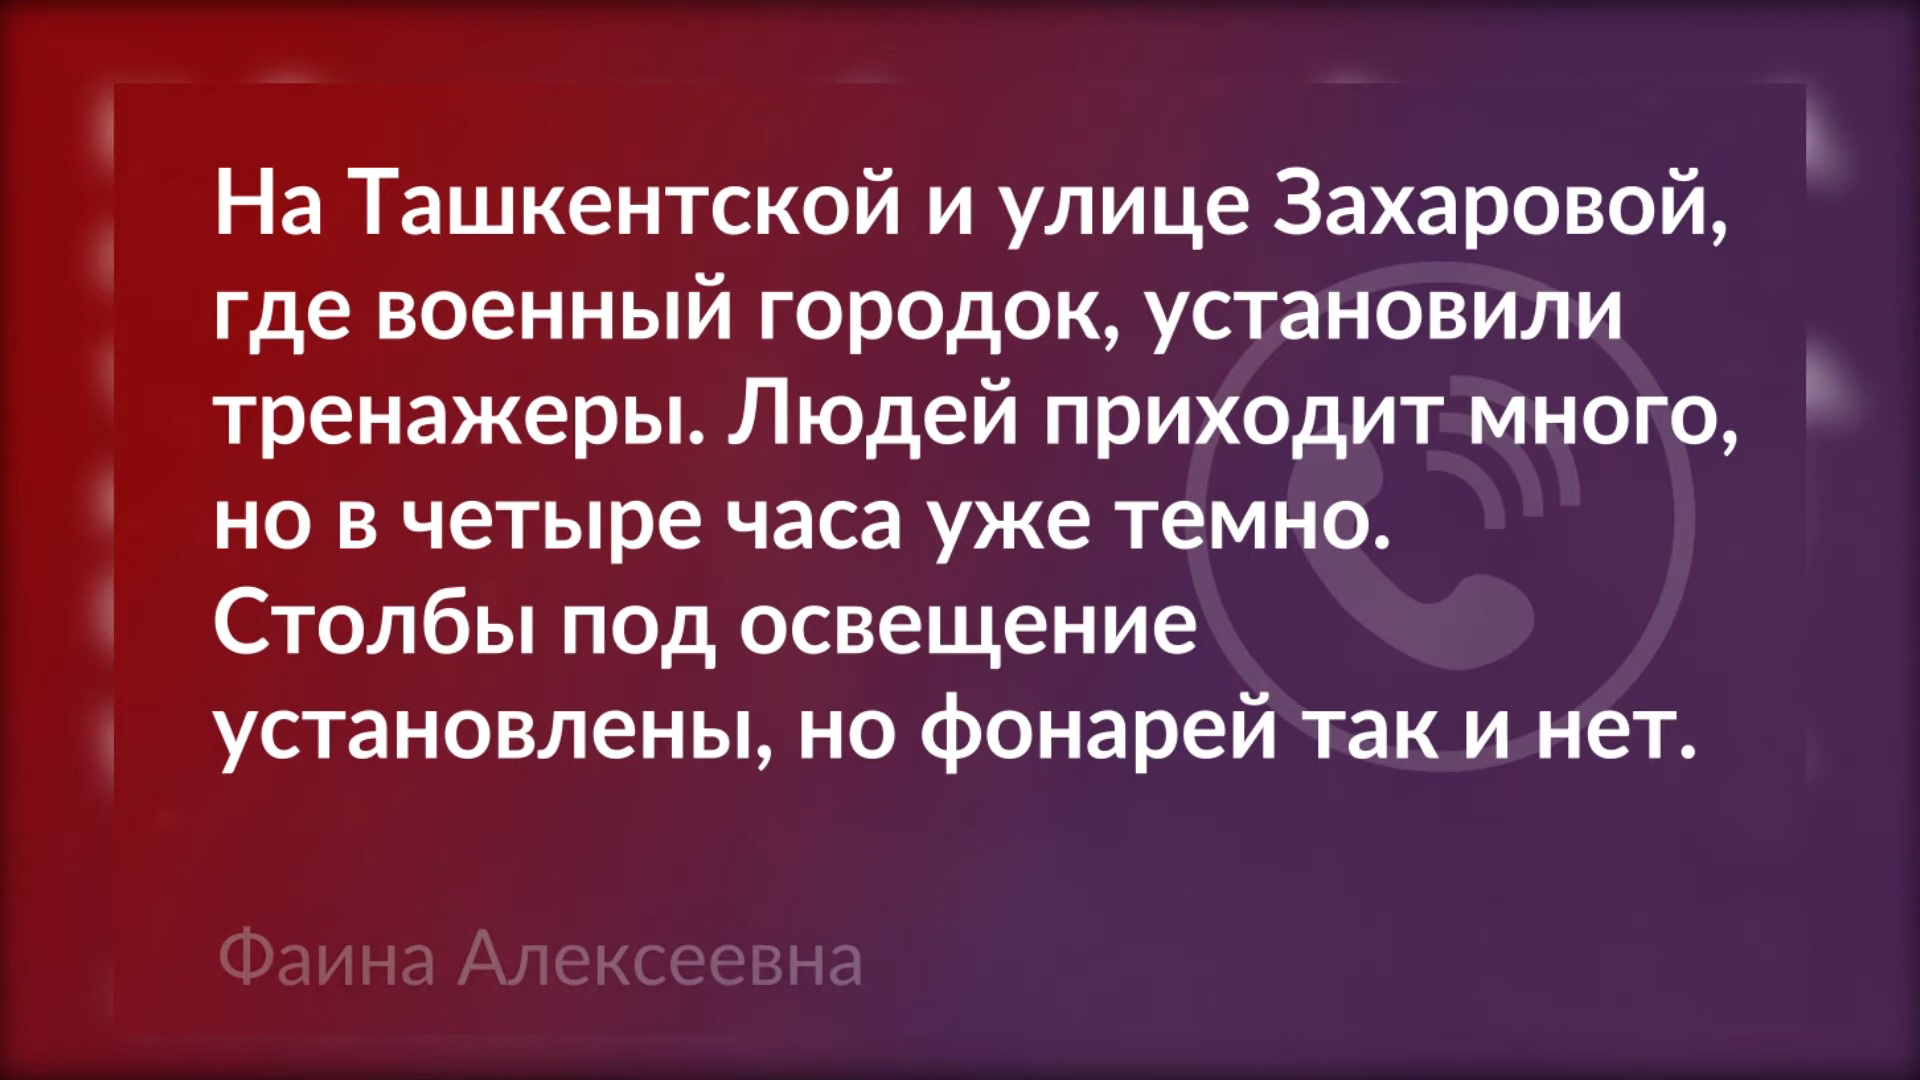 На Ташкентской и улице Захаровой,
где военный городок, установили
тренажеры. Людей приходит много,
но в четыре часа уже темно.
Столбы под освещение
установлены, но фонарей так и нет.
Фаина Алексеевна